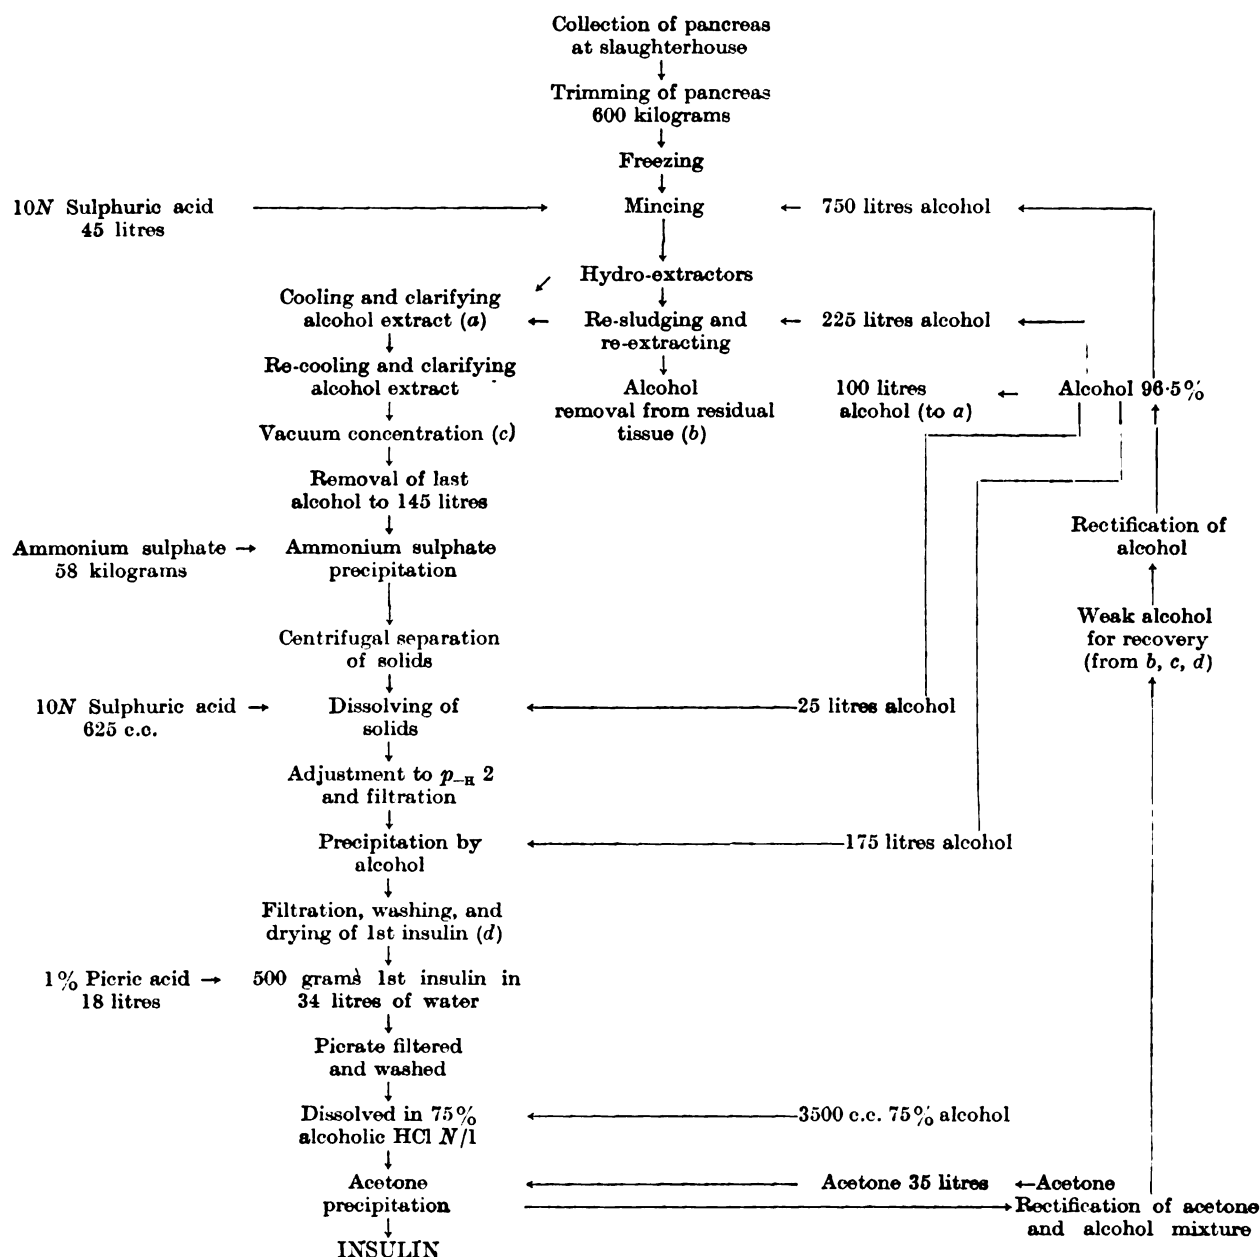 Collection of pancreas
at slaughterhouse
Trimming of pancreas
600 kilograms
Freezing
10N Sulphuric acid
45 litres
Mincing
750 litres alcohol
Hydro-extractors
Cooling and clarifying
alcohol extract (a)
Re-sludging and
re-extracting
225 litres alcohol
Re-cooling and clarifying
alcohol extract
Alcohol
removal from residual
tissue (b)
100 litres
alcohol (to a)
Alcohol 96·5%
Vacuum concentration (c)
Removal of last
alcohol to 145 litres
Rectification of
alcohol
Ammonium sulphate
58 kilograms
Ammonium sulphate
precipitation
Weak alcohol
for recovery
(from b, c, d)
Centrifugal separation
of solids
10N Sulphuric acid
625 c.c.
Dissolving of
solids
25 litres alcohol
Adjustment to p-H 2
and filtration
Precipitation by
alcohol
175 litres alcohol
Filtration, washing, and
drying of 1st insulin (d)
1% Picric acid
18 litres
500 grams 1st insulin in
34 litres of water
Picrate filtered
and washed
Dissolved in 75%
alcoholic HCl N/1
3500 c.c. 75% alcohol
Acetone
precipitation
Acetone 35 litres
Acetone
Rectification of acetone
and alcohol mixture
INSULIN